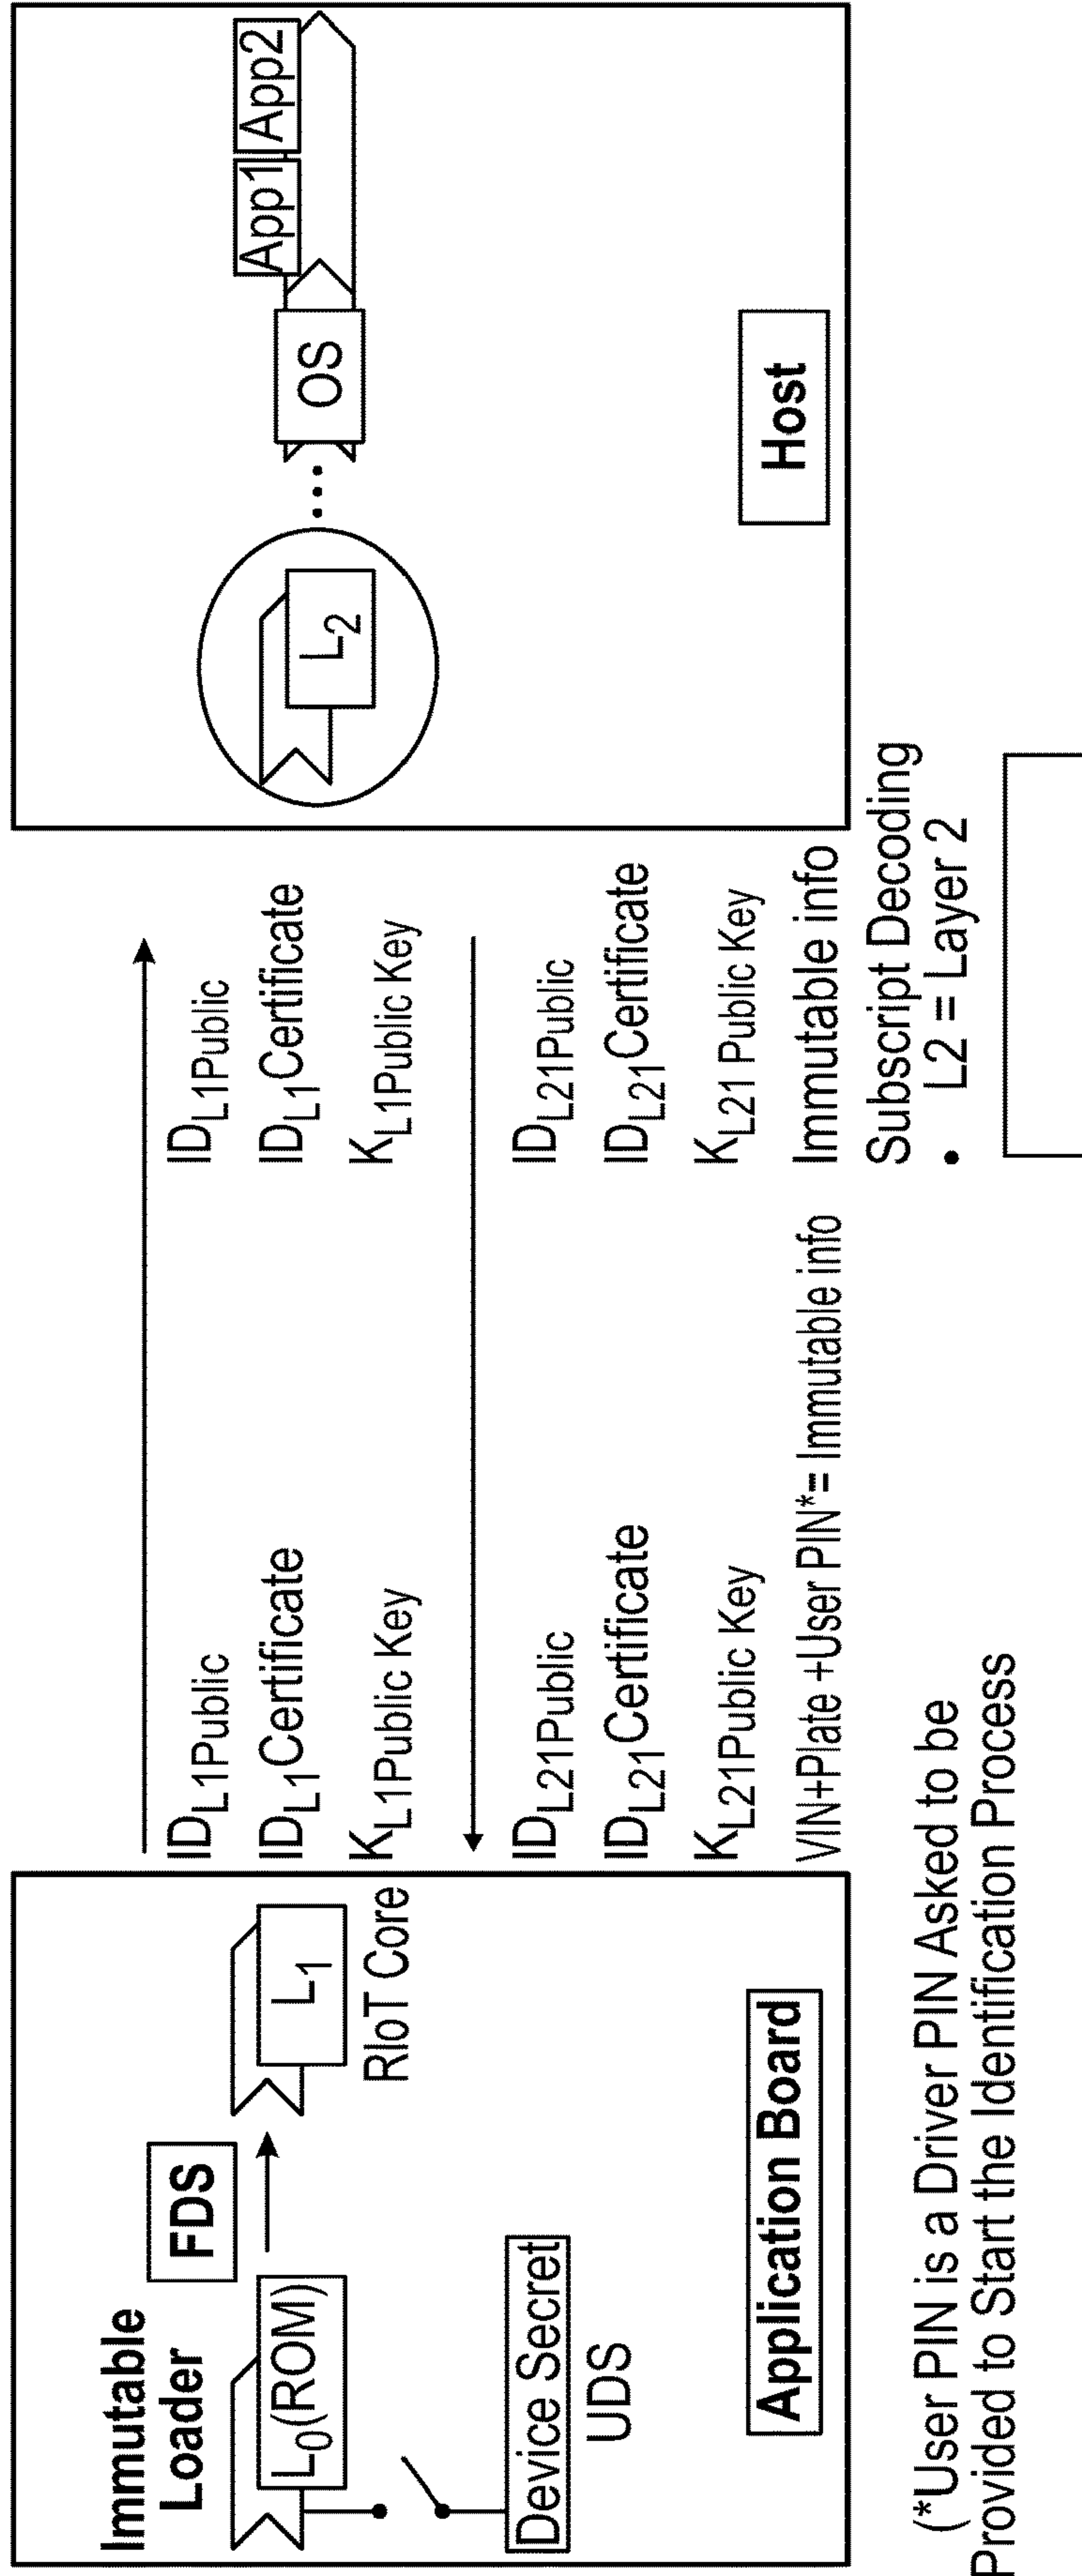 Immutable
Loader
FDS
L0(ROM)
L1
RIoT Core
Device Secret
UDS
Application Board
IDL1Public
IDL1Certificate
KL1Public Key
IDL1Public
IDL1Certificate
KL1Public Key
IDL21Public
IDL21Certificate
KL21Public Key
VIN+Plate +User PIN*= Immutable info
IDL21Public
IDL21Certificate
KL21 Public Key
Immutable info
L2
...
OS
App1
App2
Host
Subscript Decoding
• L2 = Layer 2
(*User PIN is a Driver PIN Asked to be
Provided to Start the Identification Process